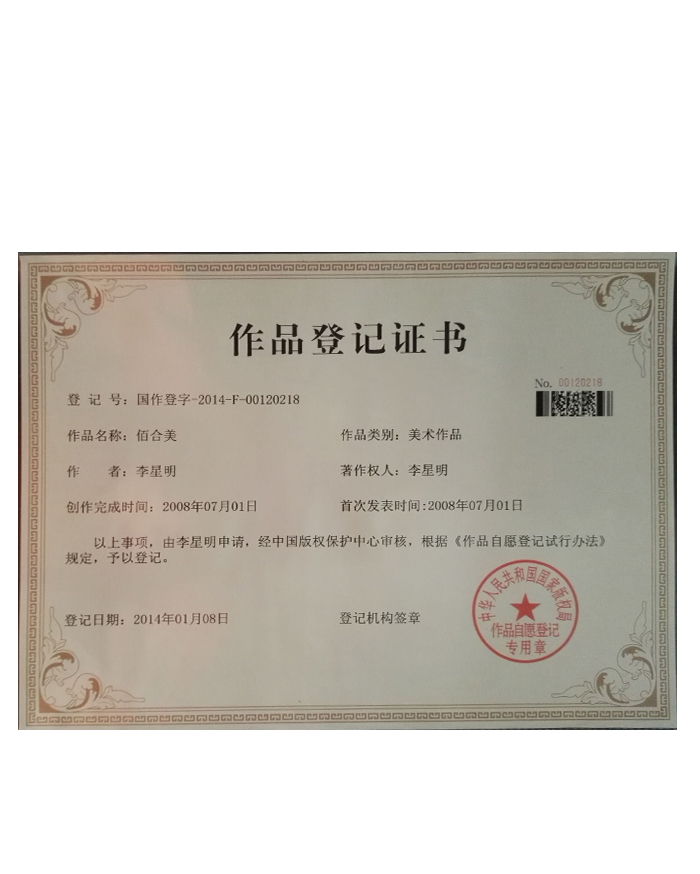 作品登记证书
No. 00120218
登 记 号：国作登字-2014-F-00120218
作品名称：佰合美 作品类别：美术作品
作 者：李星明 著作权人：李星明
创作完成时间：2008年07月01日 首次发表时间:2008年07月01日
以上事项，由李星明申请，经中国版权保护中心审核，根据《作品自愿登记试行办法》
规定，予以登记。
登记日期：2014年01月08日 登记机构签章
中华人民共和国国家版权局
作品自愿登记
专用章